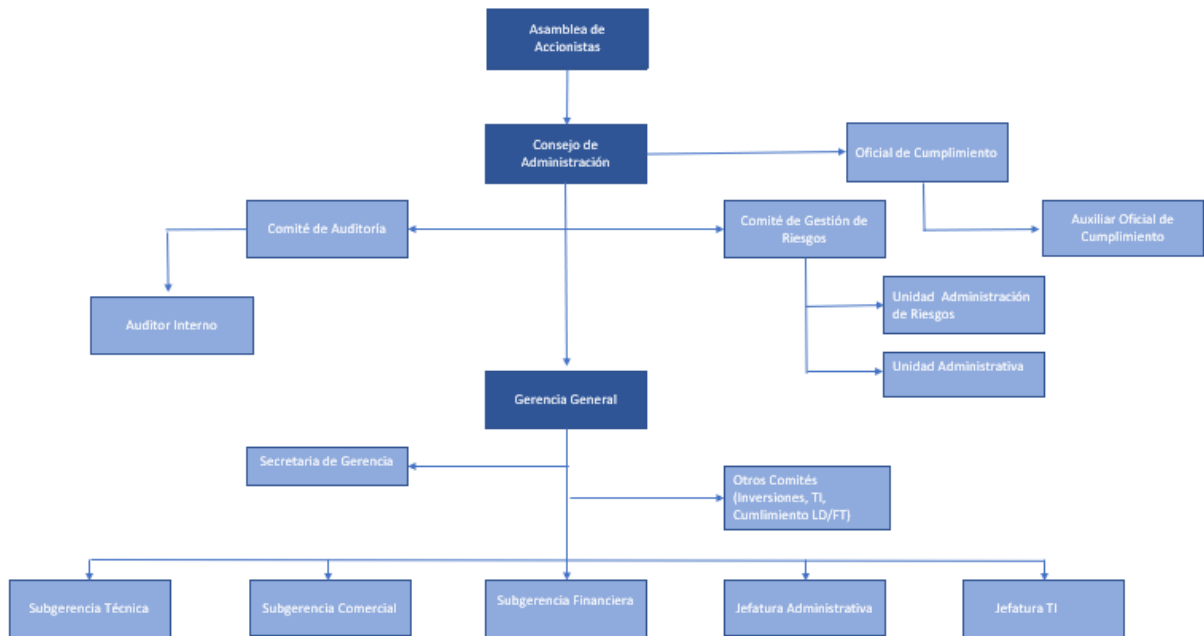 Asamblea de
Accionistas
Consejo de
Administración
Oficial de Cumplimiento
Comité de Auditoría
Comité de Gestión de
Riesgos
Auxiliar Oficial de
Cumplimiento
Auditor Interno
Unidad Administración
de Riesgos
Unidad Administrativa
Gerencia General
Secretaria de Gerencia
Otros Comités
(Inversiones, TI,
Cumlimiento LD/FT)
Subgerencia Técnica
Subgerencia Comercial
Subgerencia Financiera
Jefatura Administrativa
Jefatura TI